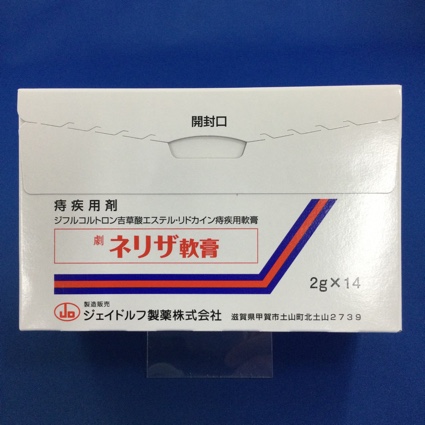 開封口
痔疾用剤
ジフルコルトロン吉草酸エステル・リドカイン痔疾用軟膏
劇 ネリザ軟膏
2g×14
JD
製造販売
ジェイドルフ製薬株式会社
滋賀県甲賀市土山町北土山2739